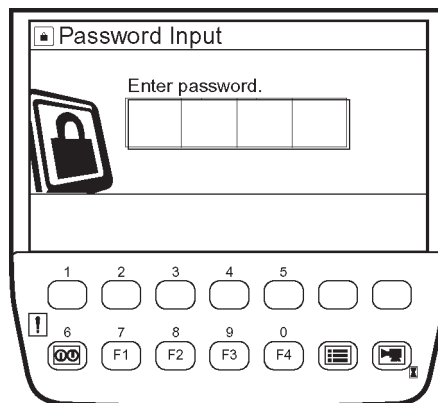 Password Input
Enter password.
1 2 3 4 5
!
6 7 8 9 0
F1 F2 F3 F4